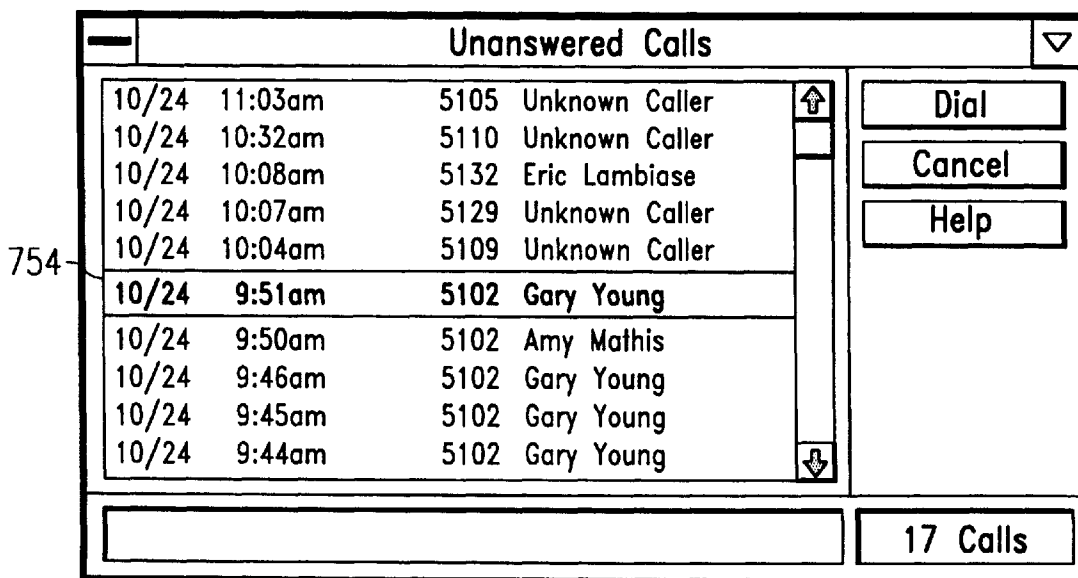 Unanswered Calls
10/24 11:03am 5105 Unknown Caller
10/24 10:32am 5110 Unknown Caller
10/24 10:08am 5132 Eric Lambiase
10/24 10:07am 5129 Unknown Caller
10/24 10:04am 5109 Unknown Caller
754
10/24 9:51am 5102 Gary Young
10/24 9:50am 5102 Amy Mathis
10/24 9:46am 5102 Gary Young
10/24 9:45am 5102 Gary Young
10/24 9:44am 5102 Gary Young
Dial
Cancel
Help
17 Calls